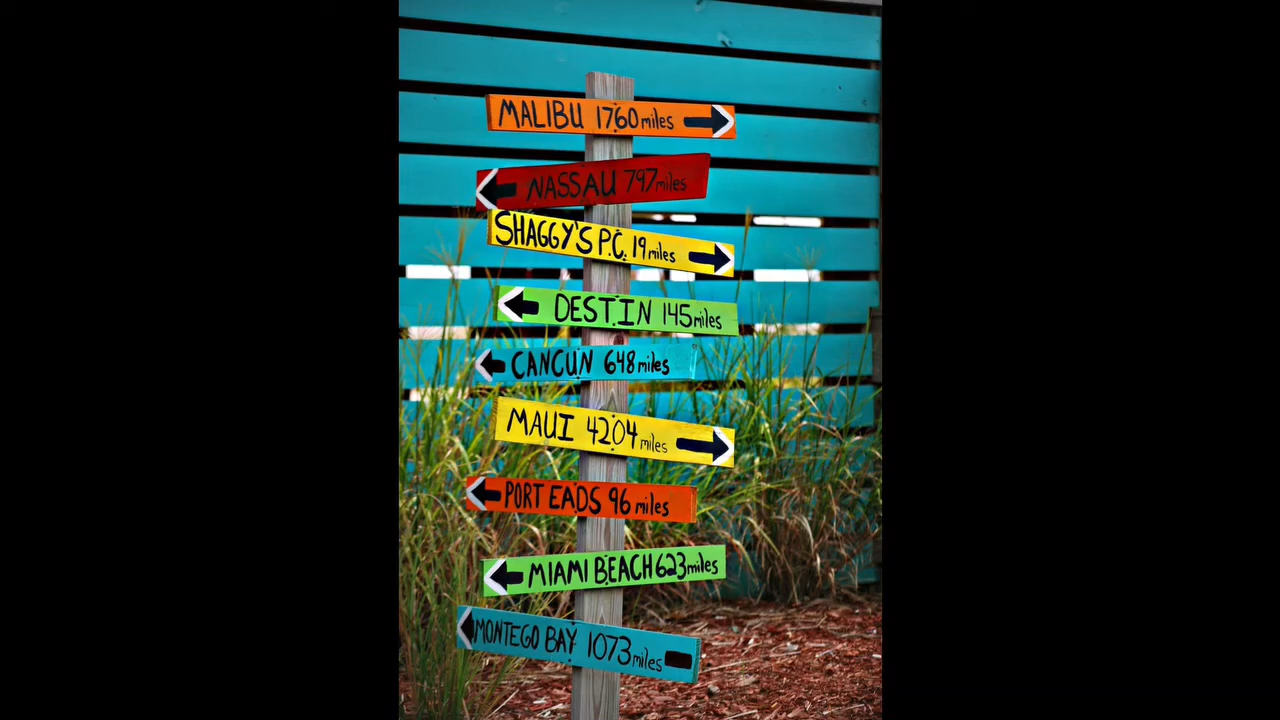 MALIBU 1760 miles
NASSAU 797 miles
SHAGGY'S P.C. 19 miles
DESTIN 145 miles
CANCUN 648 miles
MAUI 4204 miles
PORT EADS 96 miles
MIAMI BEACH 623 miles
MONTEGO BAY 1073 miles